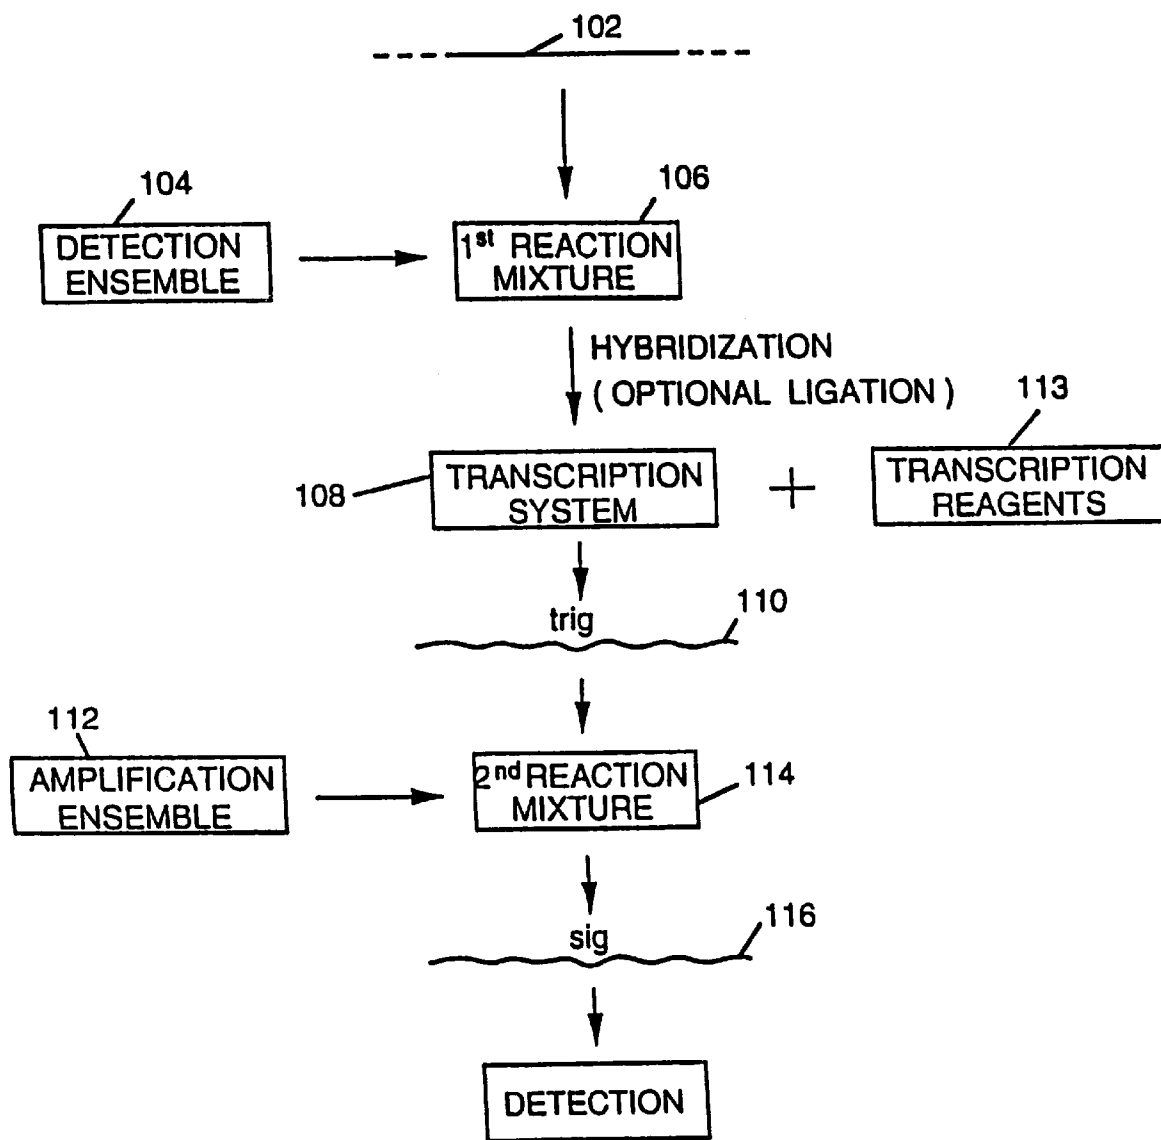 102
104
106
DETECTION
ENSEMBLE
1st REACTION
MIXTURE
HYBRIDIZATION
( OPTIONAL LIGATION )
113
108
TRANSCRIPTION
SYSTEM
+
TRANSCRIPTION
REAGENTS
trig
110
112
AMPLIFICATION
ENSEMBLE
2nd REACTION
MIXTURE
114
sig
116
DETECTION